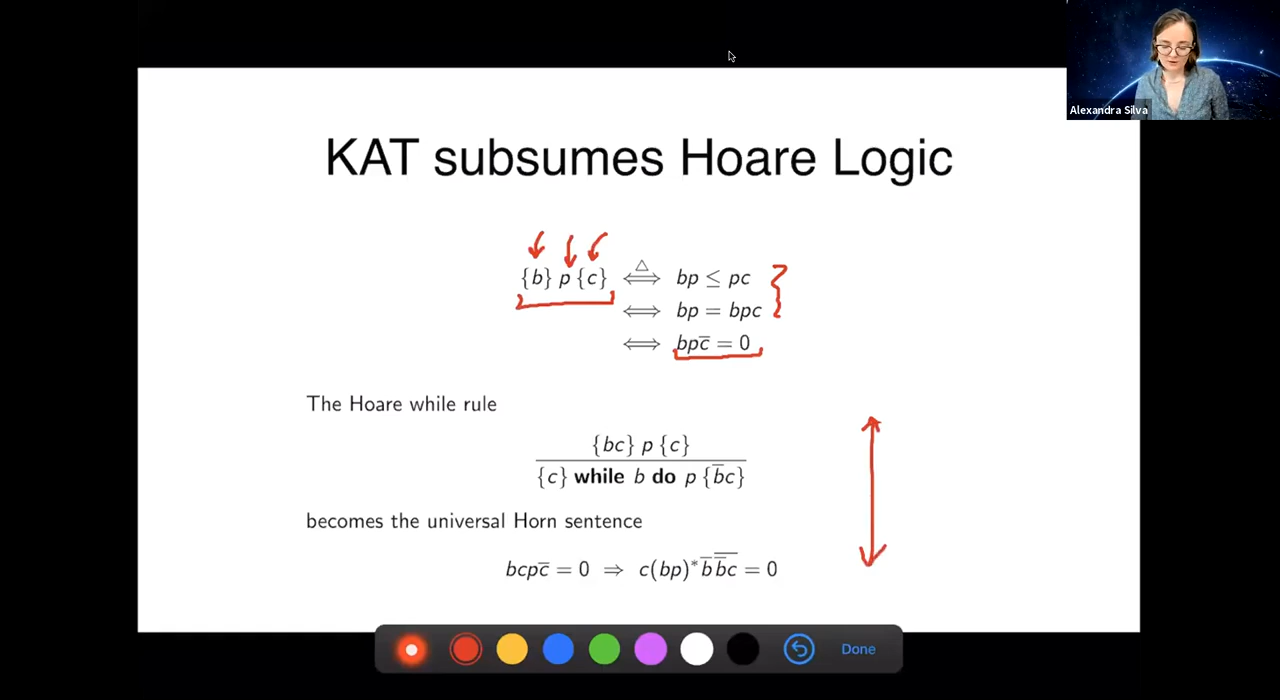 Alexandra Silva
KAT subsumes Hoare Logic
{b} p {c} ⟺△ bp ≤ pc
⟺ bp = bpc
⟺ bpc̅ = 0
The Hoare while rule
{bc} p {c}
{c} while b do p {b̅c}
becomes the universal Horn sentence
bcpc̅ = 0 ⇒ c(bp)*b̅ \overline{b̅c} = 0
Done